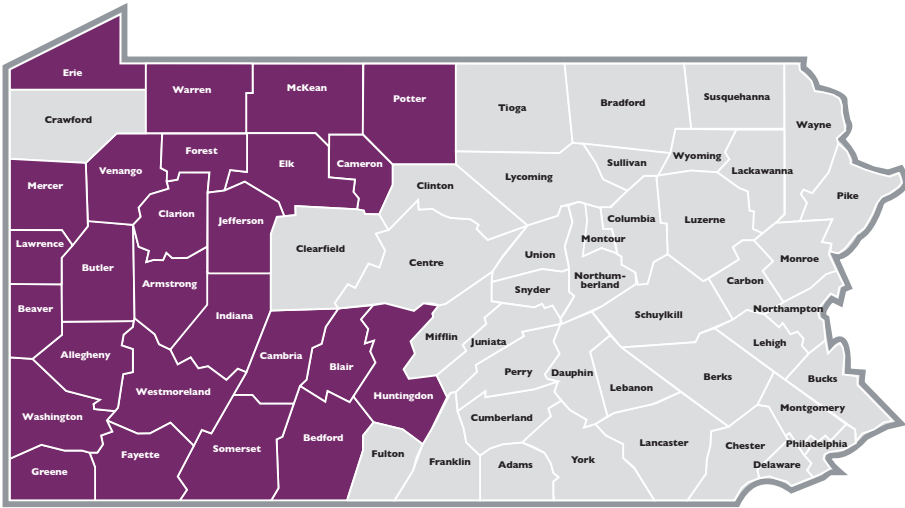 Erie
Warren
McKean
Potter
Tioga
Bradford
Susquehanna
Wayne
Crawford
Forest
Elk
Cameron
Venango
Mercer
Clarion
Jefferson
Clinton
Lycoming
Sullivan
Wyoming
Lackawanna
Pike
Lawrence
Butler
Armstrong
Clearfield
Centre
Union
Montour
Columbia
Luzerne
Monroe
Carbon
Snyder
Northum-
berland
Beaver
Indiana
Northampton
Schuylkill
Lehigh
Allegheny
Cambria
Blair
Mifflin
Juniata
Perry
Dauphin
Lebanon
Berks
Bucks
Westmoreland
Huntingdon
Montgomery
Washington
Cumberland
Fayette
Somerset
Bedford
Fulton
Franklin
Adams
York
Lancaster
Chester
Philadelphia
Delaware
Greene